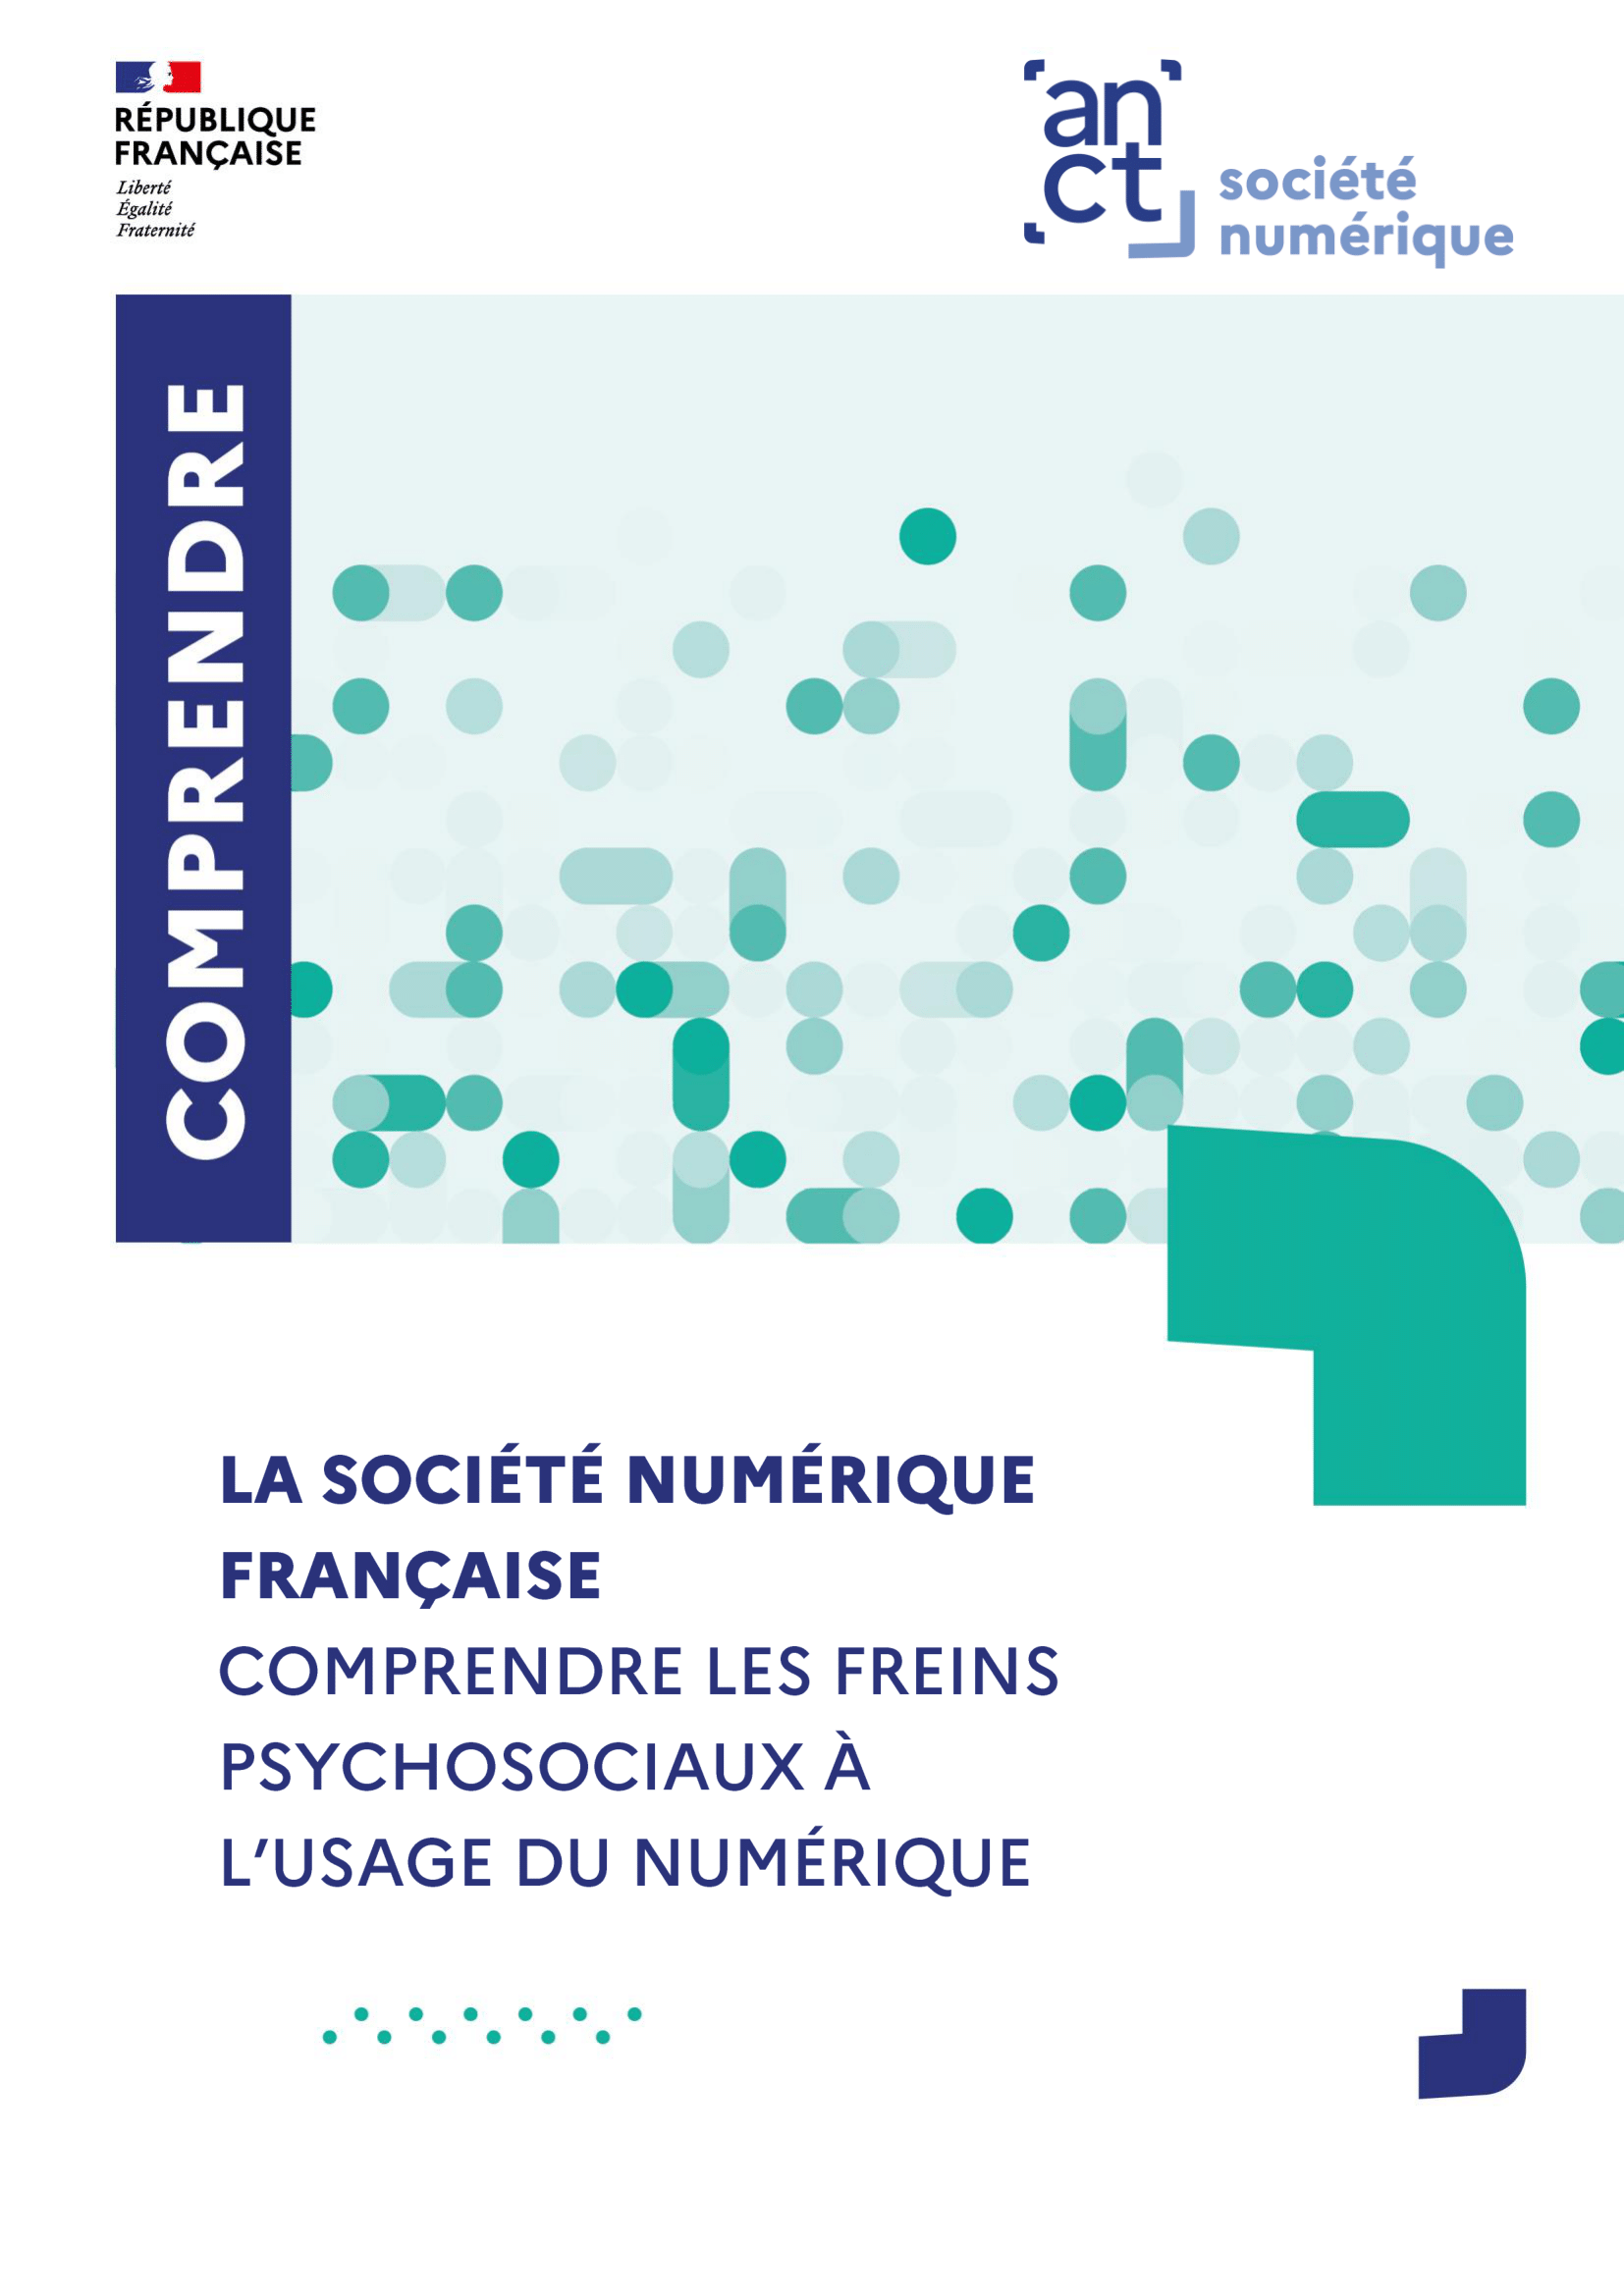 RÉPUBLIQUE
FRANÇAISE
Liberté
Égalité
Fraternité
an
ct
société
numérique
COMPRENDRE
LA SOCIÉTÉ NUMÉRIQUE
FRANÇAISE
COMPRENDRE LES FREINS
PSYCHOSOCIAUX À
L’USAGE DU NUMÉRIQUE